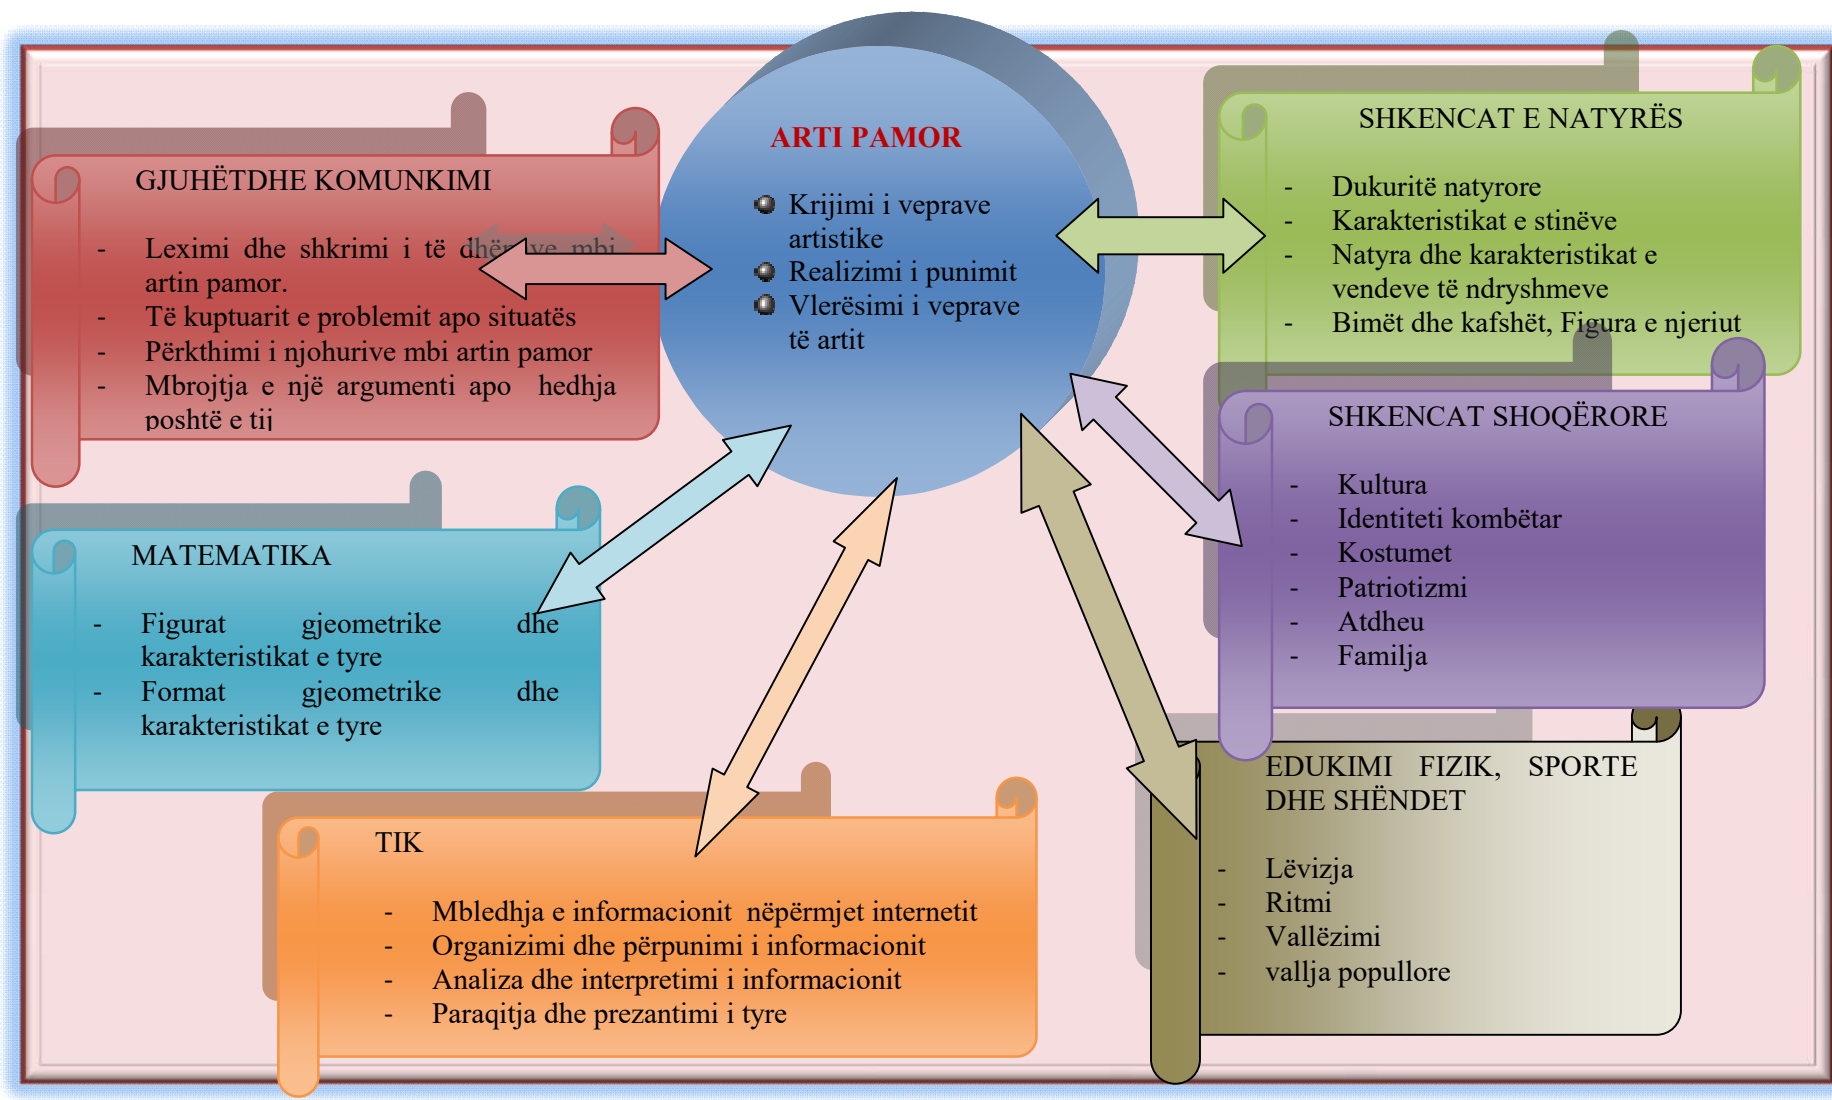 ARTI PAMOR
Krijimi i veprave
artistike
Realizimi i punimit
Vlerësimi i veprave
të artit
GJUHËTDHE KOMUNKIMI
- Leximi dhe shkrimi i të dhënave mbi
artin pamor.
- Të kuptuarit e problemit apo situatës
- Përkthimi i njohurive mbi artin pamor
- Mbrojtja e një argumenti apo hedhja
poshtë e tij
MATEMATIKA
- Figurat gjeometrike dhe
karakteristikat e tyre
- Format gjeometrike dhe
karakteristikat e tyre
TIK
- Mbledhja e informacionit nëpërmjet internetit
- Organizimi dhe përpunimi i informacionit
- Analiza dhe interpretimi i informacionit
- Paraqitja dhe prezantimi i tyre
SHKENCAT E NATYRËS
- Dukuritë natyrore
- Karakteristikat e stinëve
- Natyra dhe karakteristikat e
vendeve të ndryshmeve
- Bimët dhe kafshët, Figura e njeriut
SHKENCAT SHOQËRORE
- Kultura
- Identiteti kombëtar
- Kostumet
- Patriotizmi
- Atdheu
- Familja
EDUKIMI FIZIK, SPORTE
DHE SHËNDET
- Lëvizja
- Ritmi
- Vallëzimi
- vallja popullore